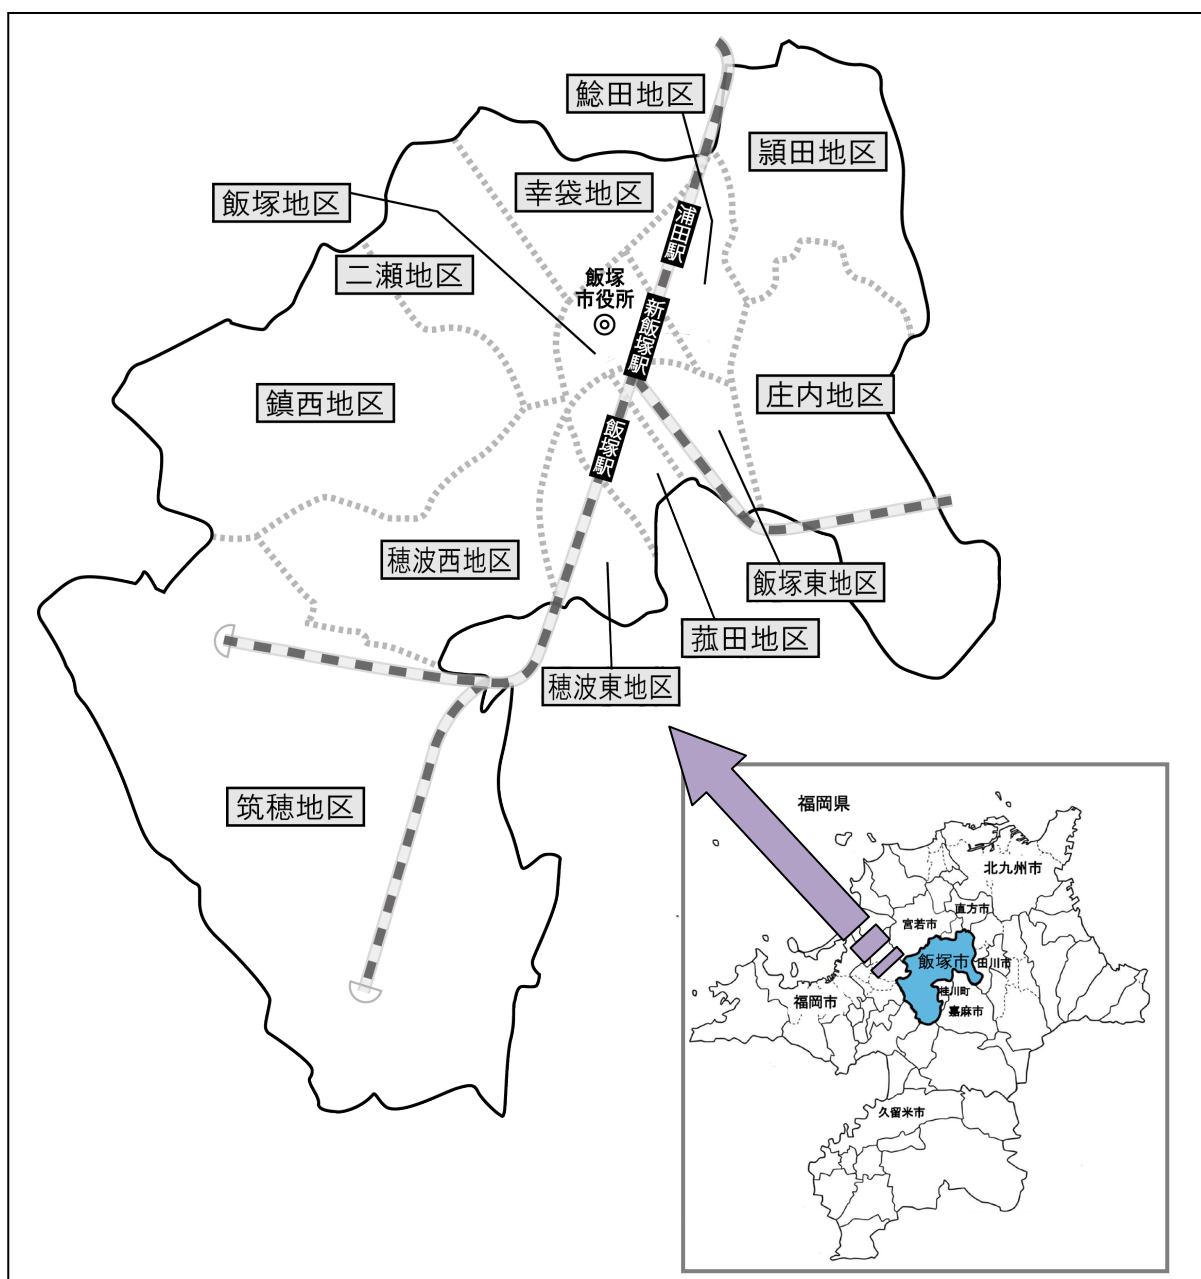 鯰田地区
頴田地区
幸袋地区
飯塚地区
浦田駅
二瀬地区
飯塚
市役所
新飯塚駅
庄内地区
鎮西地区
飯塚駅
穂波西地区
飯塚東地区
菰田地区
穂波東地区
筑穂地区
福岡県
北九州市
直方市
宮若市
飯塚市
田川市
桂川町
福岡市
嘉麻市
久留米市